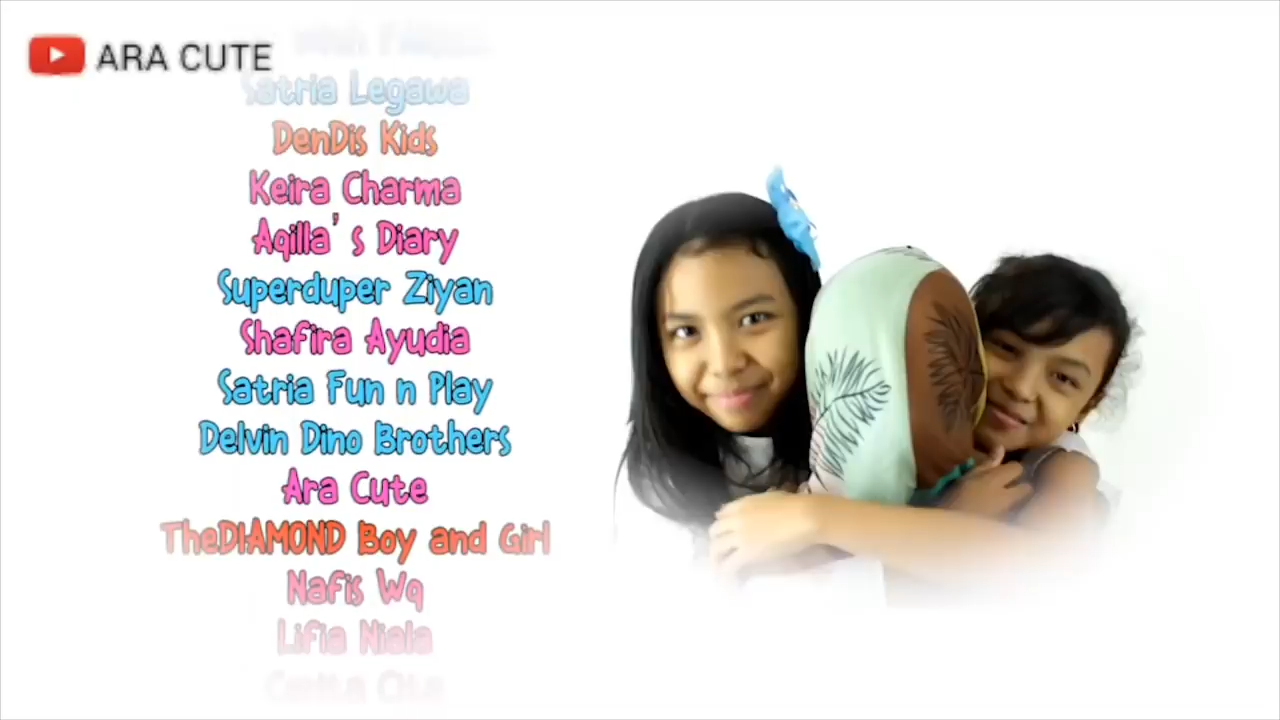 ARA CUTE
Satria Legawa
DenDis Kids
Keira Charma
Aqilla's Diary
Superduper Ziyan
Shafira Ayudia
Satria Fun n Play
Delvin Dino Brothers
Ara Cute
TheDIAMOND Boy and Girl
Nafis Wq
Lifia Niala